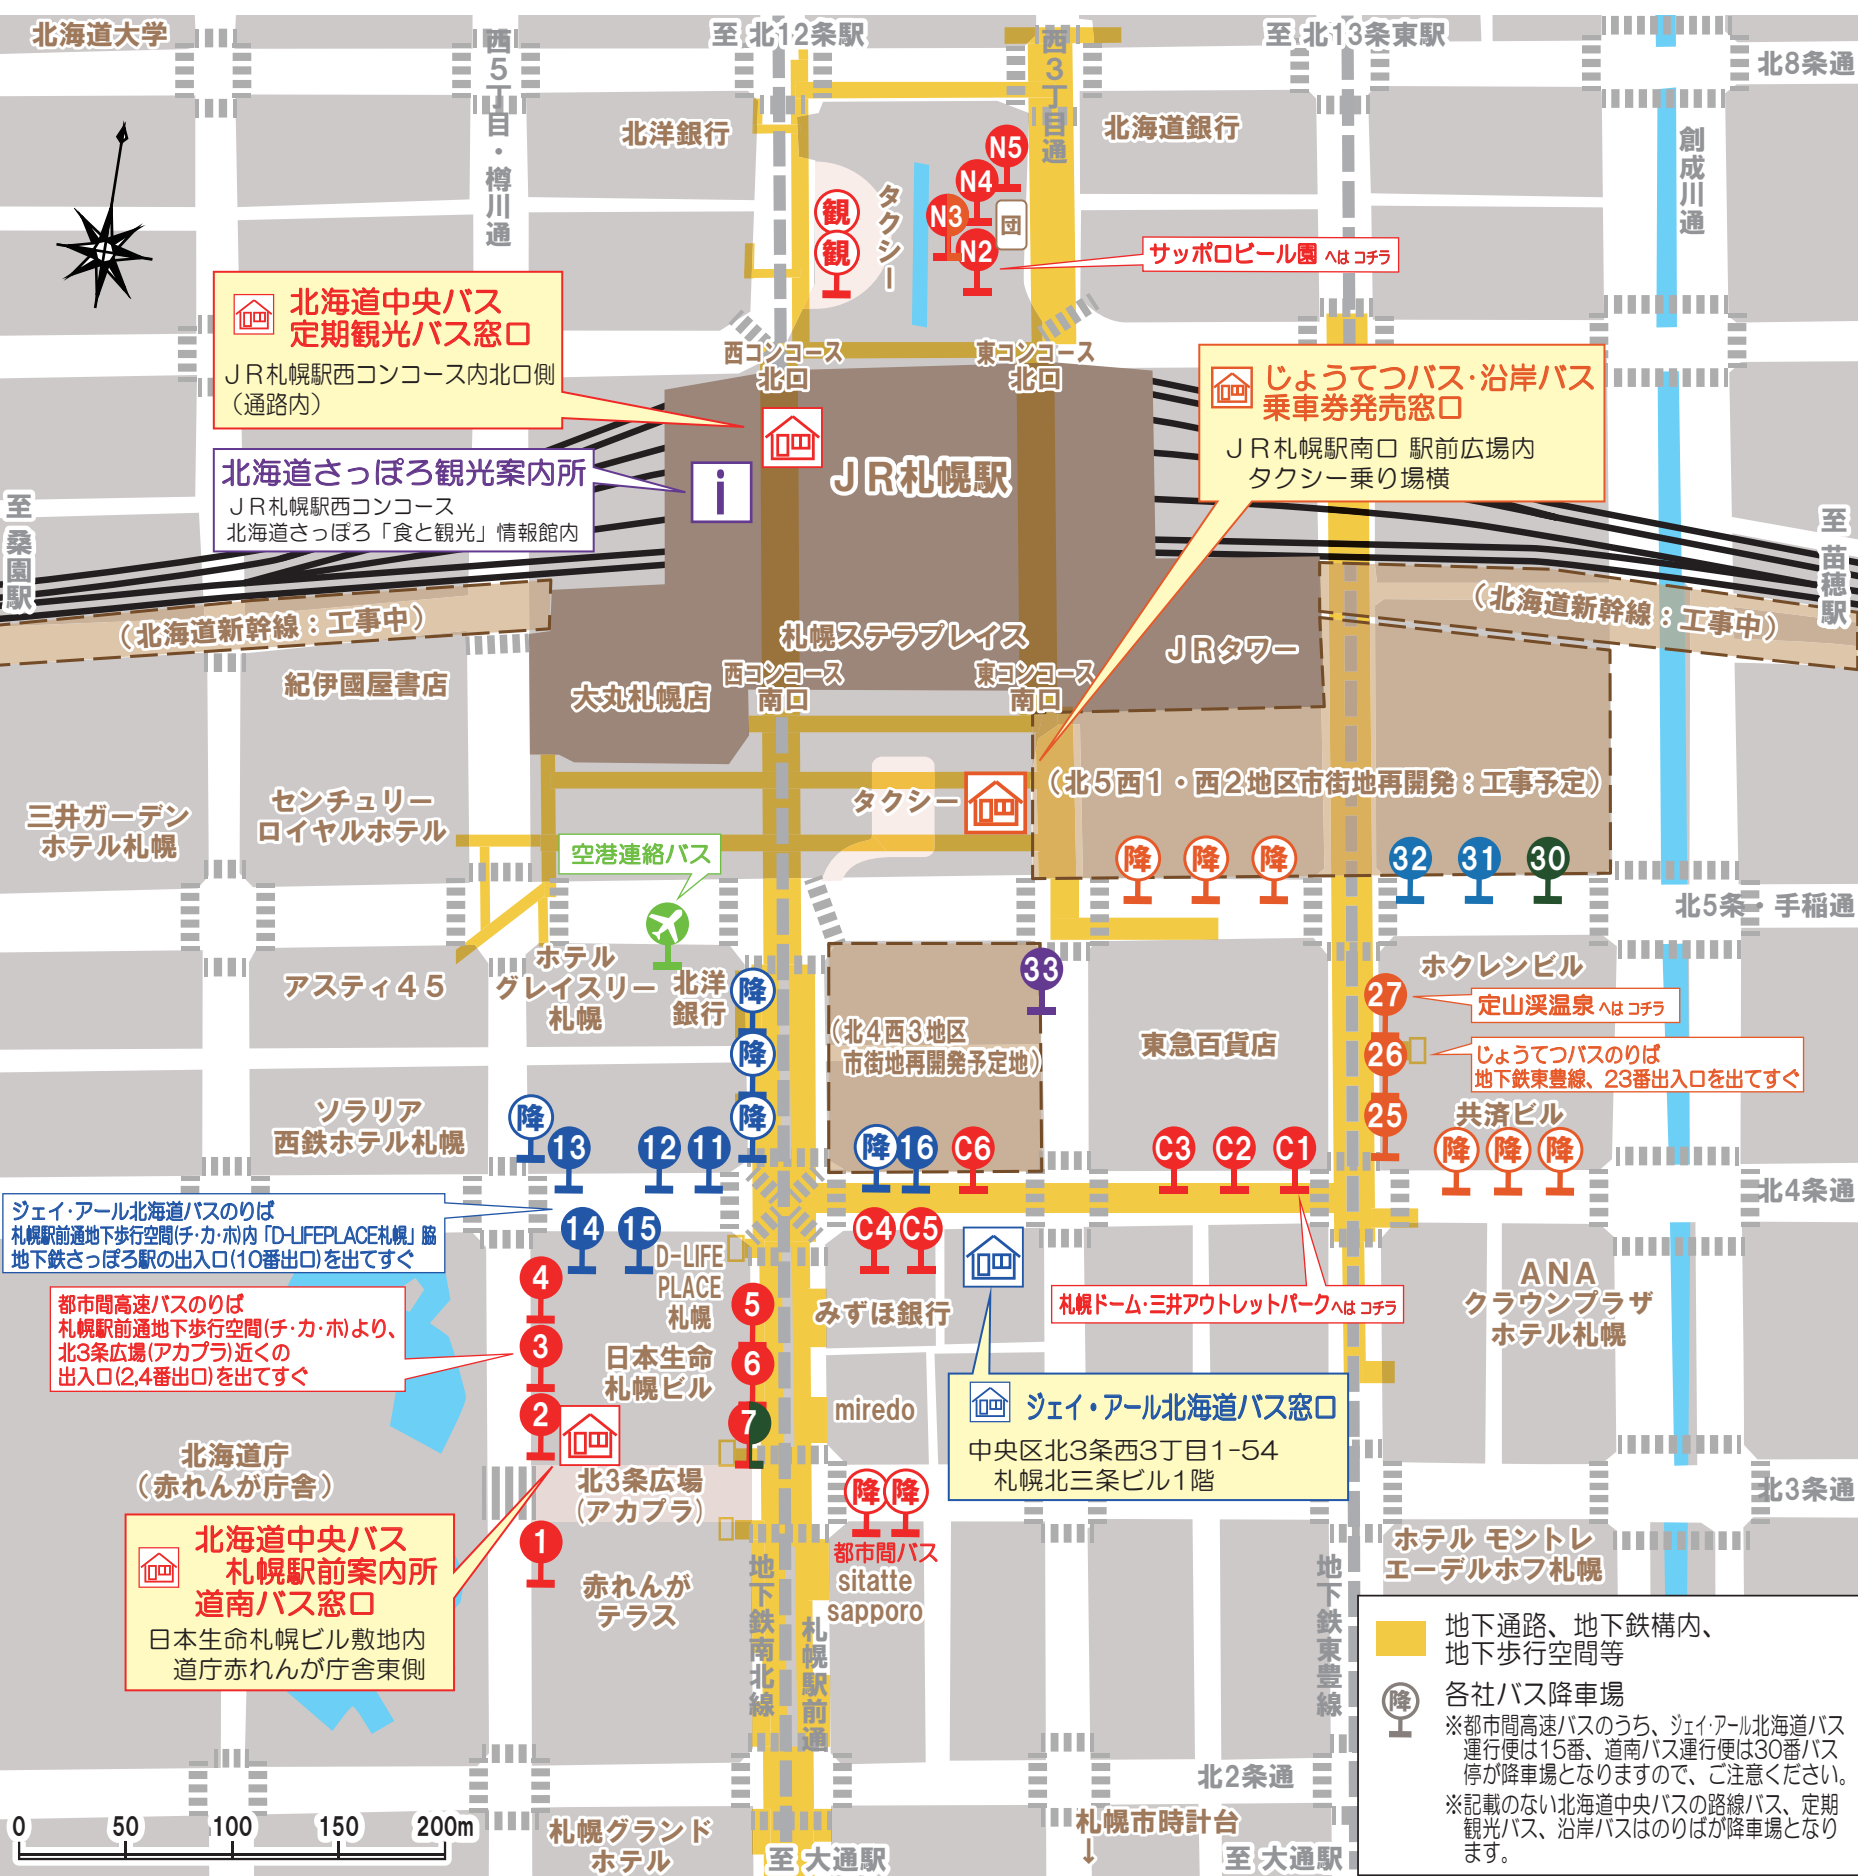 北海道大学
西5丁目・樽川通
至 北12条駅
西3丁目通
至 北13条東駅
北8条通
創成川通
北洋銀行
北海道銀行
N5
N4
N3
N2
団
観
観
タクシー
サッポロビール園 へは コチラ
北海道中央バス
定期観光バス窓口
JR札幌駅西コンコース内北口側
（通路内）
西コンコース
北口
東コンコース
北口
じょうてつバス・沿岸バス
乗車券発売窓口
JR札幌駅南口 駅前広場内
タクシー乗り場横
北海道さっぽろ観光案内所
JR札幌駅西コンコース
北海道さっぽろ「食と観光」情報館内
i
JR札幌駅
至 桑園駅
至 苗穂駅
（北海道新幹線：工事中）
（北海道新幹線：工事中）
札幌ステラプレイス
JRタワー
紀伊國屋書店
大丸札幌店
西コンコース
南口
東コンコース
南口
三井ガーデン
ホテル札幌
センチュリー
ロイヤルホテル
タクシー
（北5西1・西2地区市街地再開発：工事予定）
空港連絡バス
降
降
降
32
31
30
北5条・手稲通
アスティ45
ホテル
グレイスリー
札幌
北洋
銀行
降
降
降
33
（北4西3地区
市街地再開発予定地）
東急百貨店
ホクレンビル
27
定山渓温泉 へは コチラ
26
じょうてつバスのりば
地下鉄東豊線、23番出入口を出てすぐ
25
共済ビル
降
降
降
ソラリア
西鉄ホテル札幌
降
13
12
11
降
16
C6
C3
C2
C1
北4条通
ジェイ・アール北海道バスのりば
札幌駅前通地下歩行空間(チ・カ・ホ)内「D-LIFEPLACE札幌」脇
地下鉄さっぽろ駅の出入口(10番出口)を出てすぐ
14
15
D-LIFE
PLACE
札幌
C4
C5
都市間高速バスのりば
札幌駅前通地下歩行空間(チ・カ・ホ)より、
北3条広場(アカプラ)近くの
出入口(2,4番出口)を出てすぐ
4
3
2
5
6
7
日本生命
札幌ビル
みずほ銀行
札幌ドーム・三井アウトレットパークへは コチラ
ANA
クラウンプラザ
ホテル札幌
miredo
ジェイ・アール北海道バス窓口
中央区北3条西3丁目1-54
札幌北三条ビル1階
北海道庁
（赤れんが庁舎）
北3条広場
(アカプラ)
降
降
都市間バス
北3条通
北海道中央バス
札幌駅前案内所
道南バス窓口
日本生命札幌ビル敷地内
道庁赤れんが庁舎東側
1
赤れんが
テラス
sitatte
sapporo
地下鉄南北線
札幌駅前通
地下鉄東豊線
ホテル モントレ
エーデルホフ札幌
地下通路、地下鉄構内、
地下歩行空間等
降
各社バス降車場
※都市間高速バスのうち、ジェイ・アール北海道バス
運行便は15番、道南バス運行便は30番バス
停が降車場となりますので、ご注意ください。
※記載のない北海道中央バスの路線バス、定期
観光バス、沿岸バスはのりばが降車場となり
ます。
北2条通
0 50 100 150 200m
札幌グランド
ホテル
至 大通駅
札幌市時計台
↓
至 大通駅